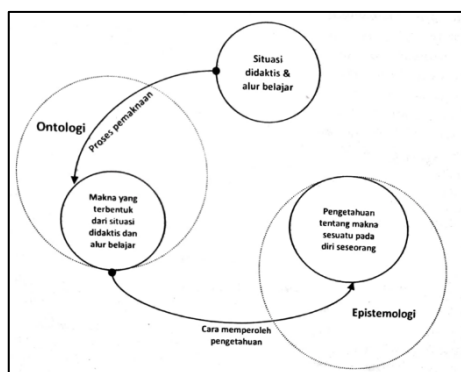 Situasi
didaktis &
alur belajar
Ontologi
Proses pemaknaan
Makna yang
terbentuk
dari situasi
didaktis dan
alur belajar
Pengetahuan
tentang makna
sesuatu pada
diri seseorang
Epistemologi
Cara memperoleh
pengetahuan